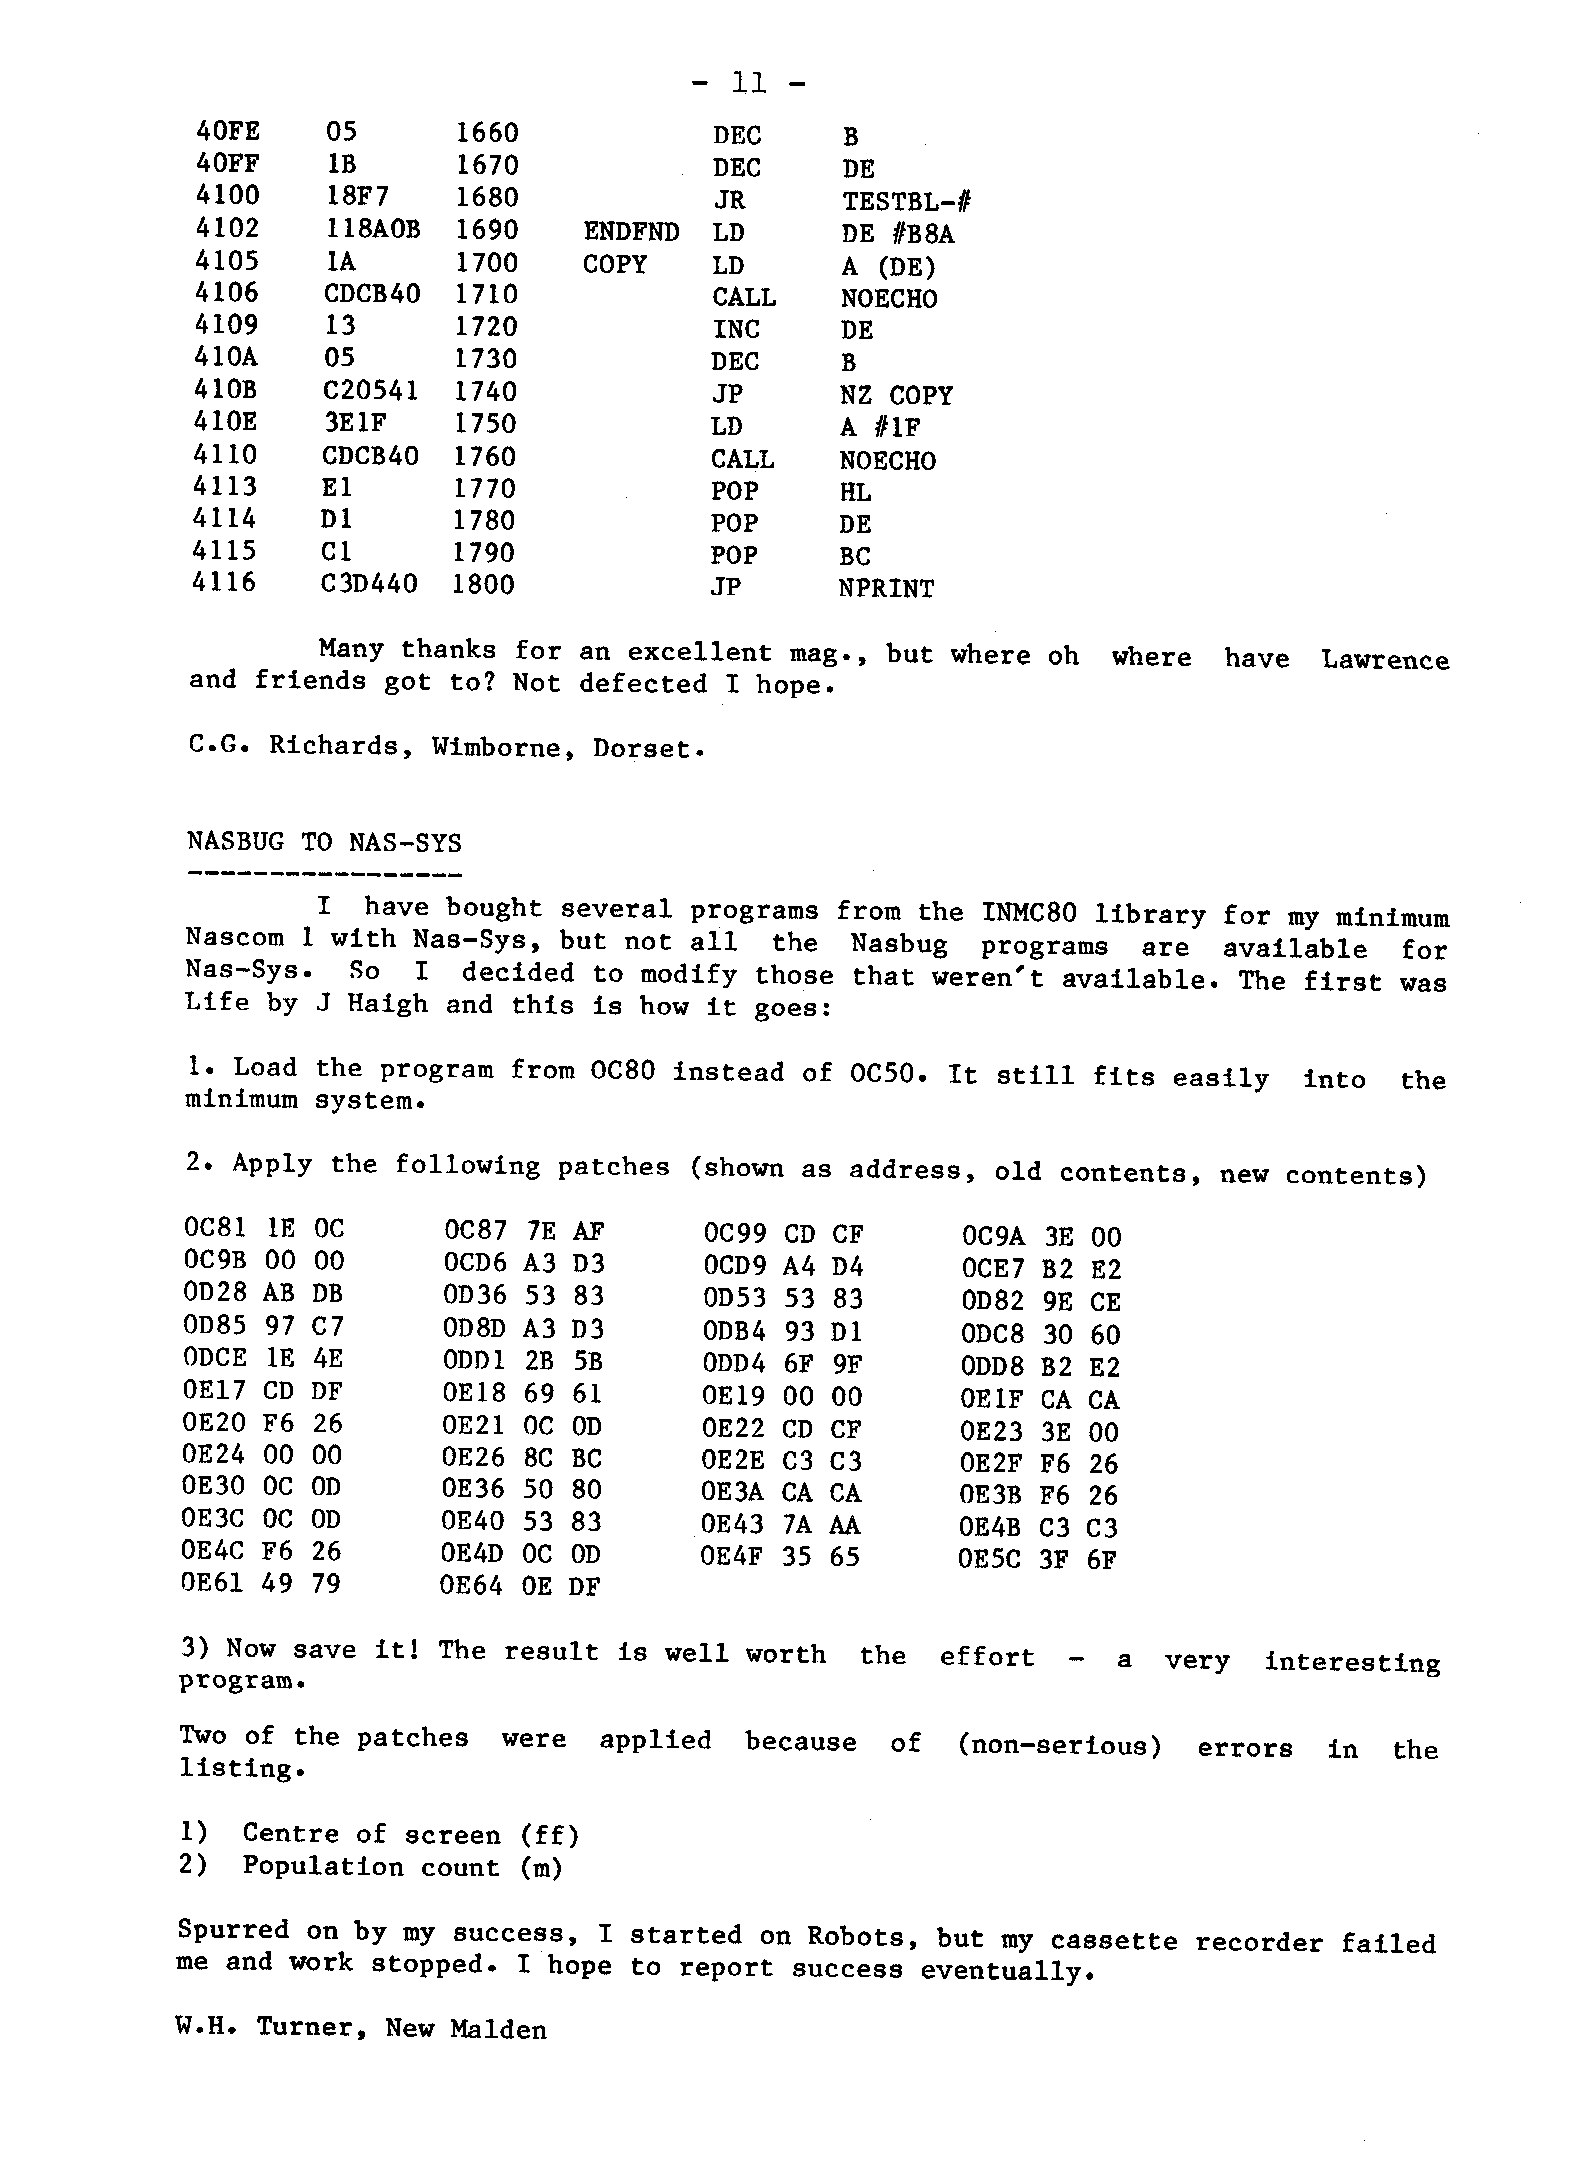 - 11 -
40FE 05 1660 DEC B
40FF 1B 1670 DEC DE
4100 18F7 1680 JR TESTBL-#
4102 118A0B 1690 ENDFND LD DE #B8A
4105 1A 1700 COPY LD A (DE)
4106 CDCB40 1710 CALL NOECHO
4109 13 1720 INC DE
410A 05 1730 DEC B
410B C20541 1740 JP NZ COPY
410E 3E1F 1750 LD A #1F
4110 CDCB40 1760 CALL NOECHO
4113 E1 1770 POP HL
4114 D1 1780 POP DE
4115 C1 1790 POP BC
4116 C3D440 1800 JP NPRINT
Many thanks for an excellent mag., but where oh where have Lawrence
and friends got to? Not defected I hope.
C.G. Richards, Wimborne, Dorset.
NASBUG TO NAS-SYS
-----------------
I have bought several programs from the INMC80 library for my minimum
Nascom 1 with Nas-Sys, but not all the Nasbug programs are available for
Nas-Sys. So I decided to modify those that weren't available. The first was
Life by J Haigh and this is how it goes:
1. Load the program from 0C80 instead of 0C50. It still fits easily into the
minimum system.
2. Apply the following patches (shown as address, old contents, new contents)
0C81 1E 0C 0C87 7E AF 0C99 CD CF 0C9A 3E 00
0C9B 00 00 0CD6 A3 D3 0CD9 A4 D4 0CE7 B2 E2
0D28 AB DB 0D36 53 83 0D53 53 83 0D82 9E CE
0D85 97 C7 0D8D A3 D3 0DB4 93 D1 0DC8 30 60
0DCE 1E 4E 0DD1 2B 5B 0DD4 6F 9F 0DD8 B2 E2
0E17 CD DF 0E18 69 61 0E19 00 00 0E1F CA CA
0E20 F6 26 0E21 0C 0D 0E22 CD CF 0E23 3E 00
0E24 00 00 0E26 8C BC 0E2E C3 C3 0E2F F6 26
0E30 0C 0D 0E36 50 80 0E3A CA CA 0E3B F6 26
0E3C 0C 0D 0E40 53 83 0E43 7A AA 0E4B C3 C3
0E4C F6 26 0E4D 0C 0D 0E4F 35 65 0E5C 3F 6F
0E61 49 79 0E64 0E DF
3) Now save it! The result is well worth the effort - a very interesting
program.
Two of the patches were applied because of (non-serious) errors in the
listing.
1) Centre of screen (ff)
2) Population count (m)
Spurred on by my success, I started on Robots, but my cassette recorder failed
me and work stopped. I hope to report success eventually.
W.H. Turner, New Malden